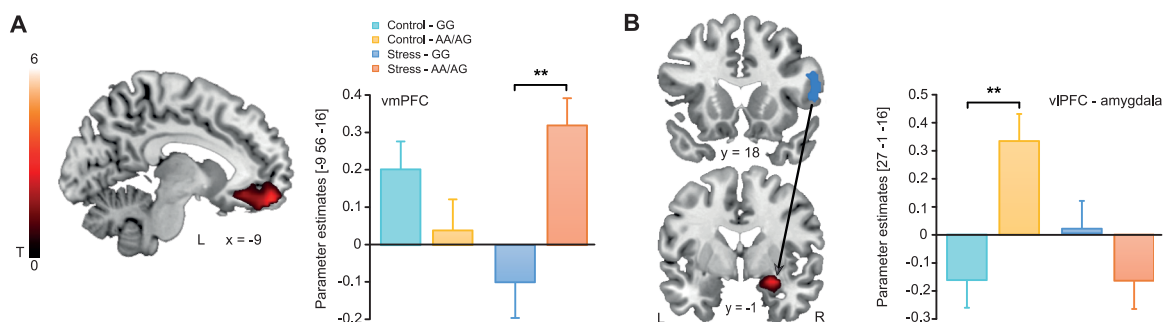 A
6
T
0
L x = -9
Control - GG
Control - AA/AG
Stress - GG
Stress - AA/AG
vmPFC
**
Parameter estimates [-9 56 -16]
0.4
0.3
0.2
0.1
0
-0.1
-0.2
B
y = 18
y = -1
L
R
vlPFC - amygdala
**
Parameter estimates [27 -1 -16]
0.5
0.4
0.3
0.2
0.1
0
-0.1
-0.2
-0.3